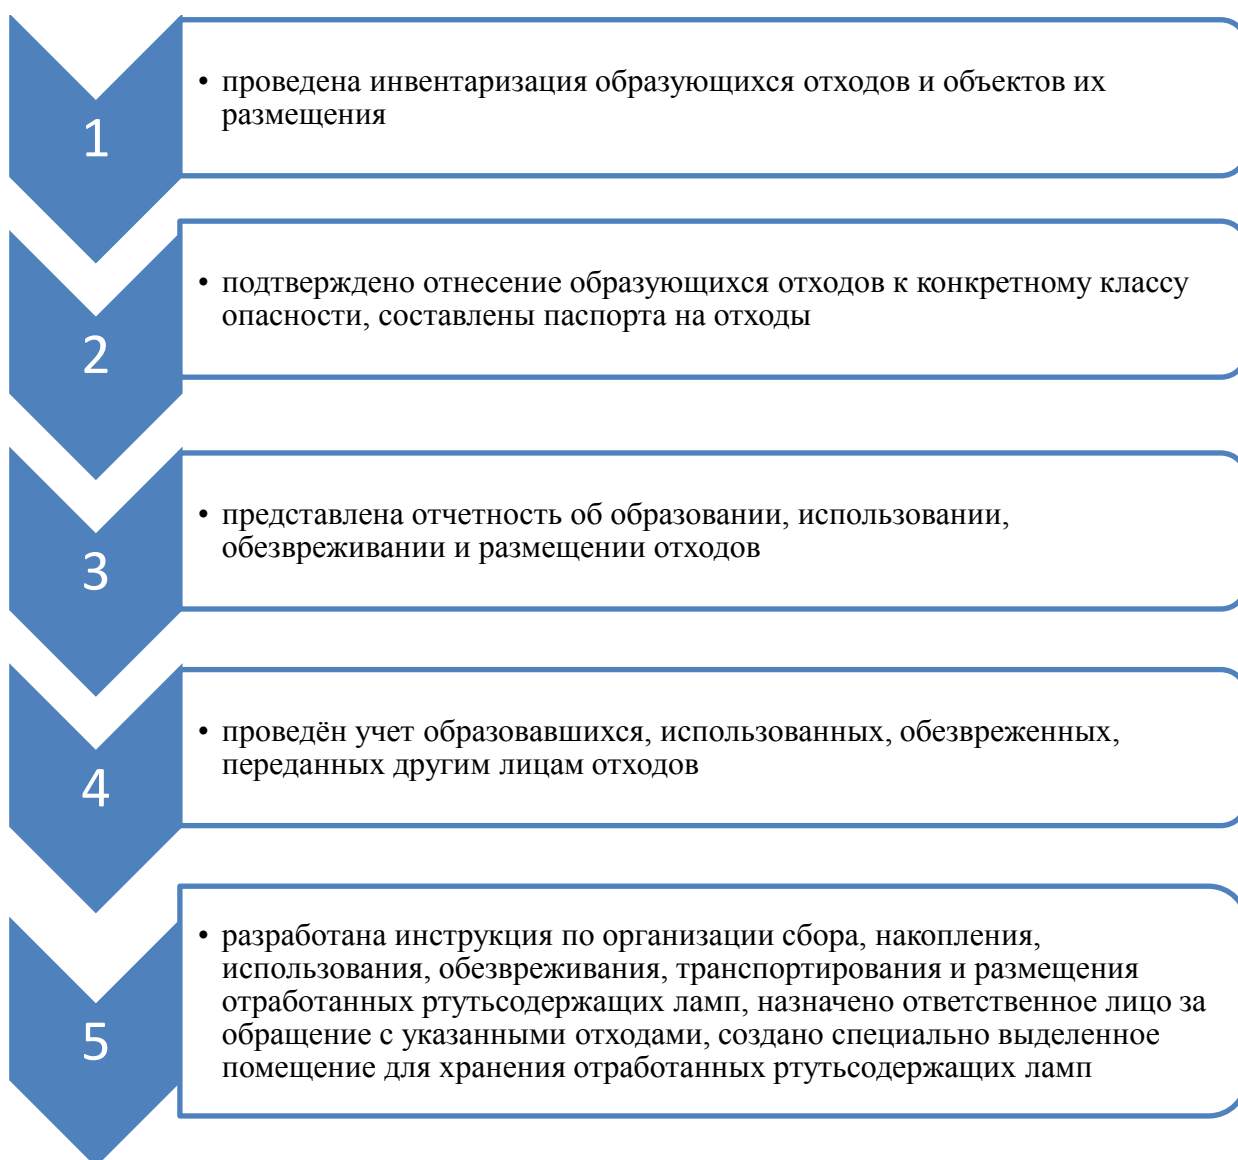 1
• проведена инвентаризация образующихся отходов и объектов их
размещения
2
• подтверждено отнесение образующихся отходов к конкретному классу
опасности, составлены паспорта на отходы
3
• представлена отчетность об образовании, использовании,
обезвреживании и размещении отходов
4
• проведён учет образовавшихся, использованных, обезвреженных,
переданных другим лицам отходов
5
• разработана инструкция по организации сбора, накопления,
использования, обезвреживания, транспортирования и размещения
отработанных ртутьсодержащих ламп, назначено ответственное лицо за
обращение с указанными отходами, создано специально выделенное
помещение для хранения отработанных ртутьсодержащих ламп